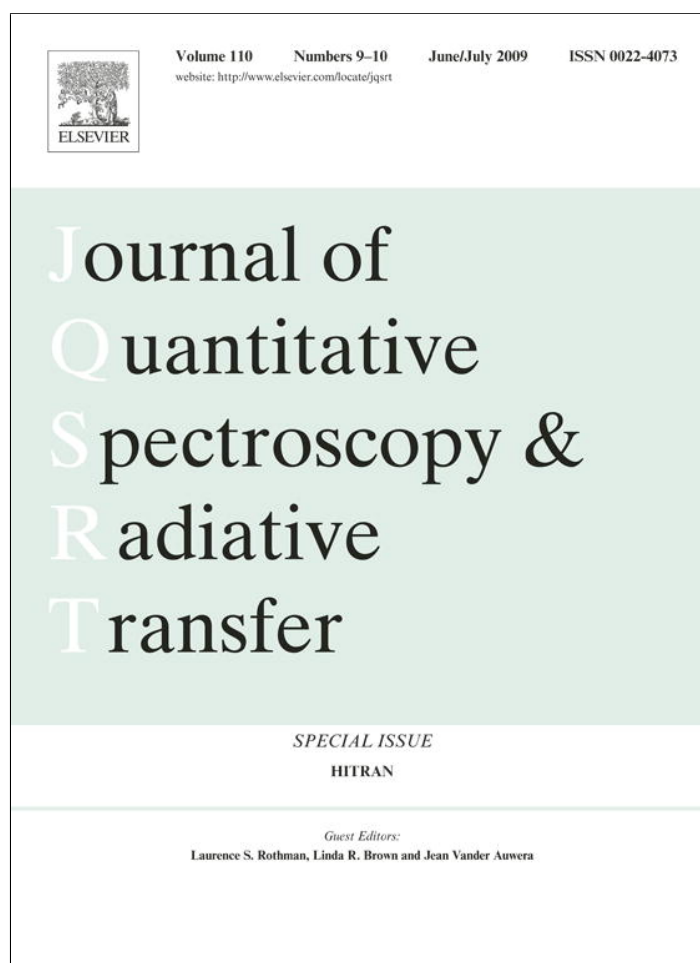 Volume 110 Numbers 9–10 June/July 2009 ISSN 0022-4073
website: http://www.elsevier.com/locate/jqsrt
ELSEVIER
Journal of
Quantitative
Spectroscopy &
Radiative
Transfer
SPECIAL ISSUE
HITRAN
Guest Editors:
Laurence S. Rothman, Linda R. Brown and Jean Vander Auwera